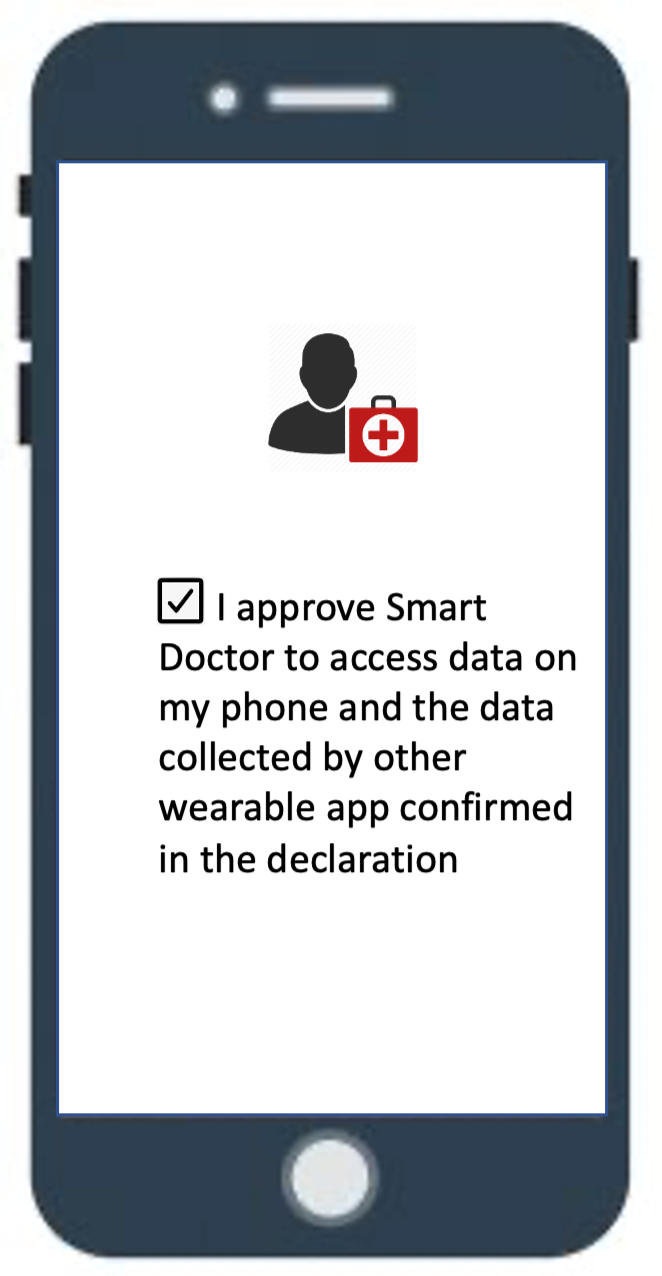 I approve Smart
Doctor to access data on
my phone and the data
collected by other
wearable app confirmed
in the declaration